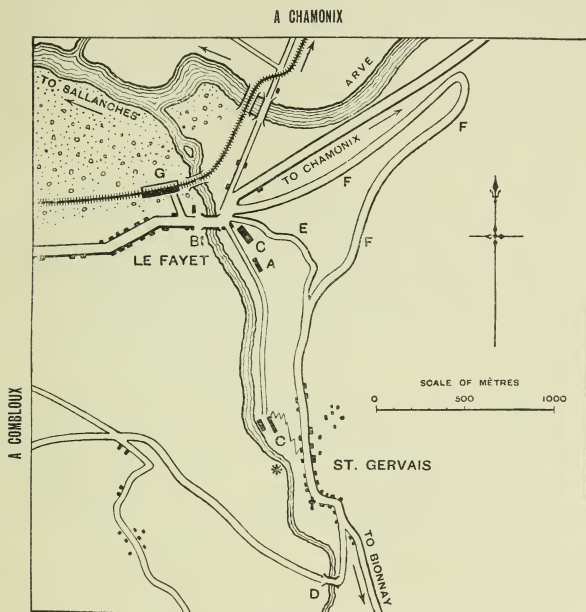 A CHAMONIX
ARVE
TO SALLANCHES
F
TO CHAMONIX
G
F
E
C
F
B
A
LE FAYET
SCALE OF MÈTRES
0 500 1000
A COMBLOUX
C
ST. GERVAIS
TO BIONNAY
D